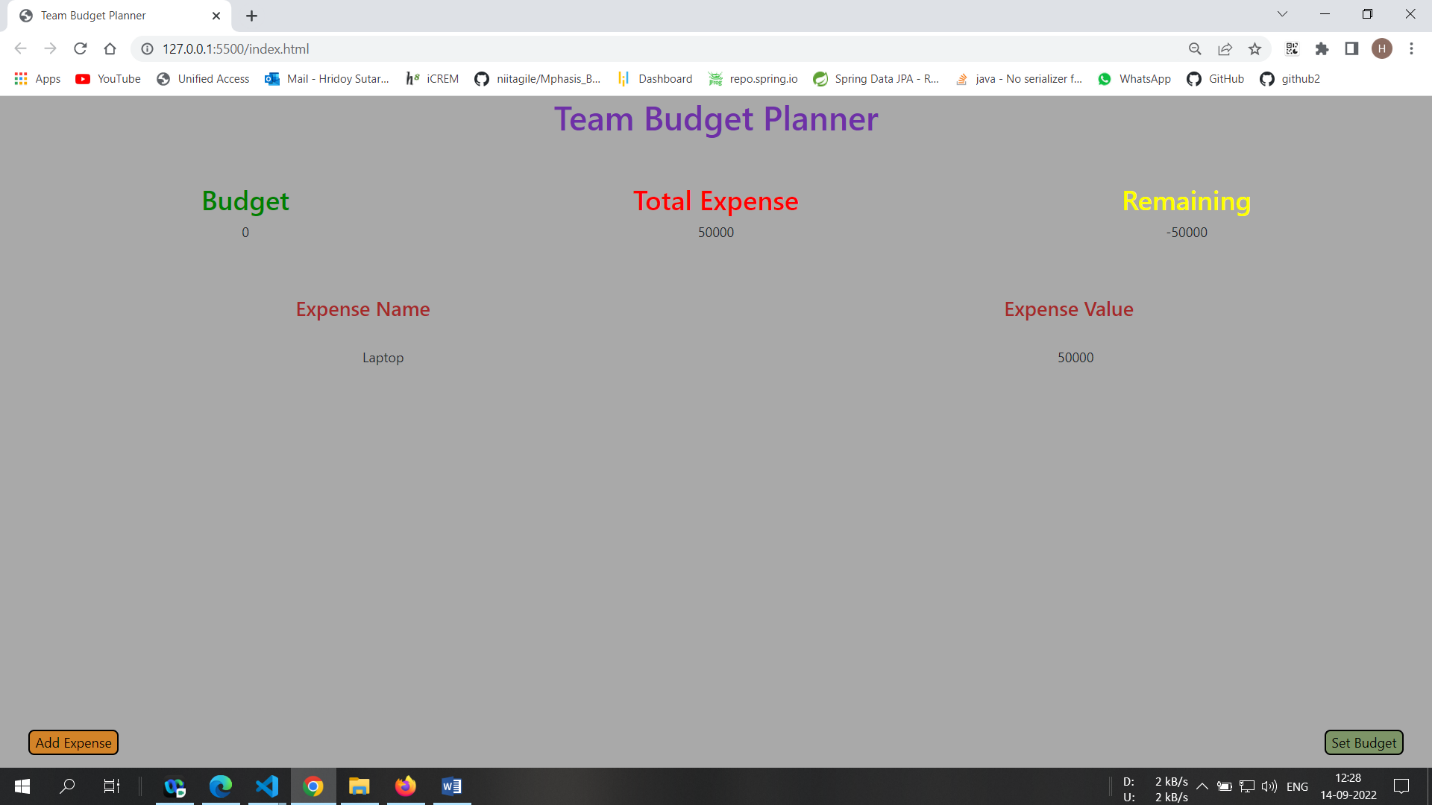 Team Budget Planner
127.0.0.1:5500/index.html
H
Apps YouTube Unified Access Mail - Hridoy Sutar... iCREM niitagile/Mphasis_B... Dashboard repo.spring.io Spring Data JPA - R... java - No serializer f... WhatsApp GitHub github2
Team Budget Planner
Budget Total Expense Remaining
0 50000 -50000
Expense Name Expense Value
Laptop 50000
Add Expense Set Budget
D: 2 kB/s
U: 2 kB/s
ENG
12:28
14-09-2022